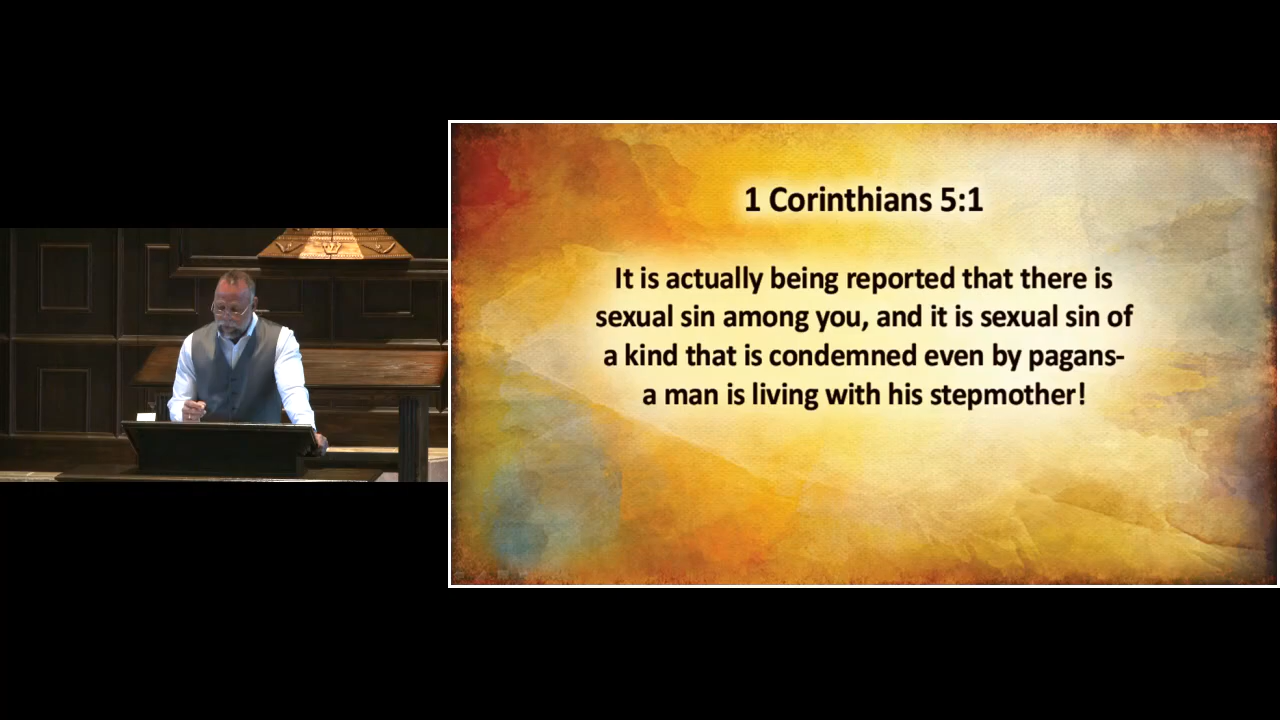 1 Corinthians 5:1
It is actually being reported that there is
sexual sin among you, and it is sexual sin of
a kind that is condemned even by pagans-
a man is living with his stepmother!